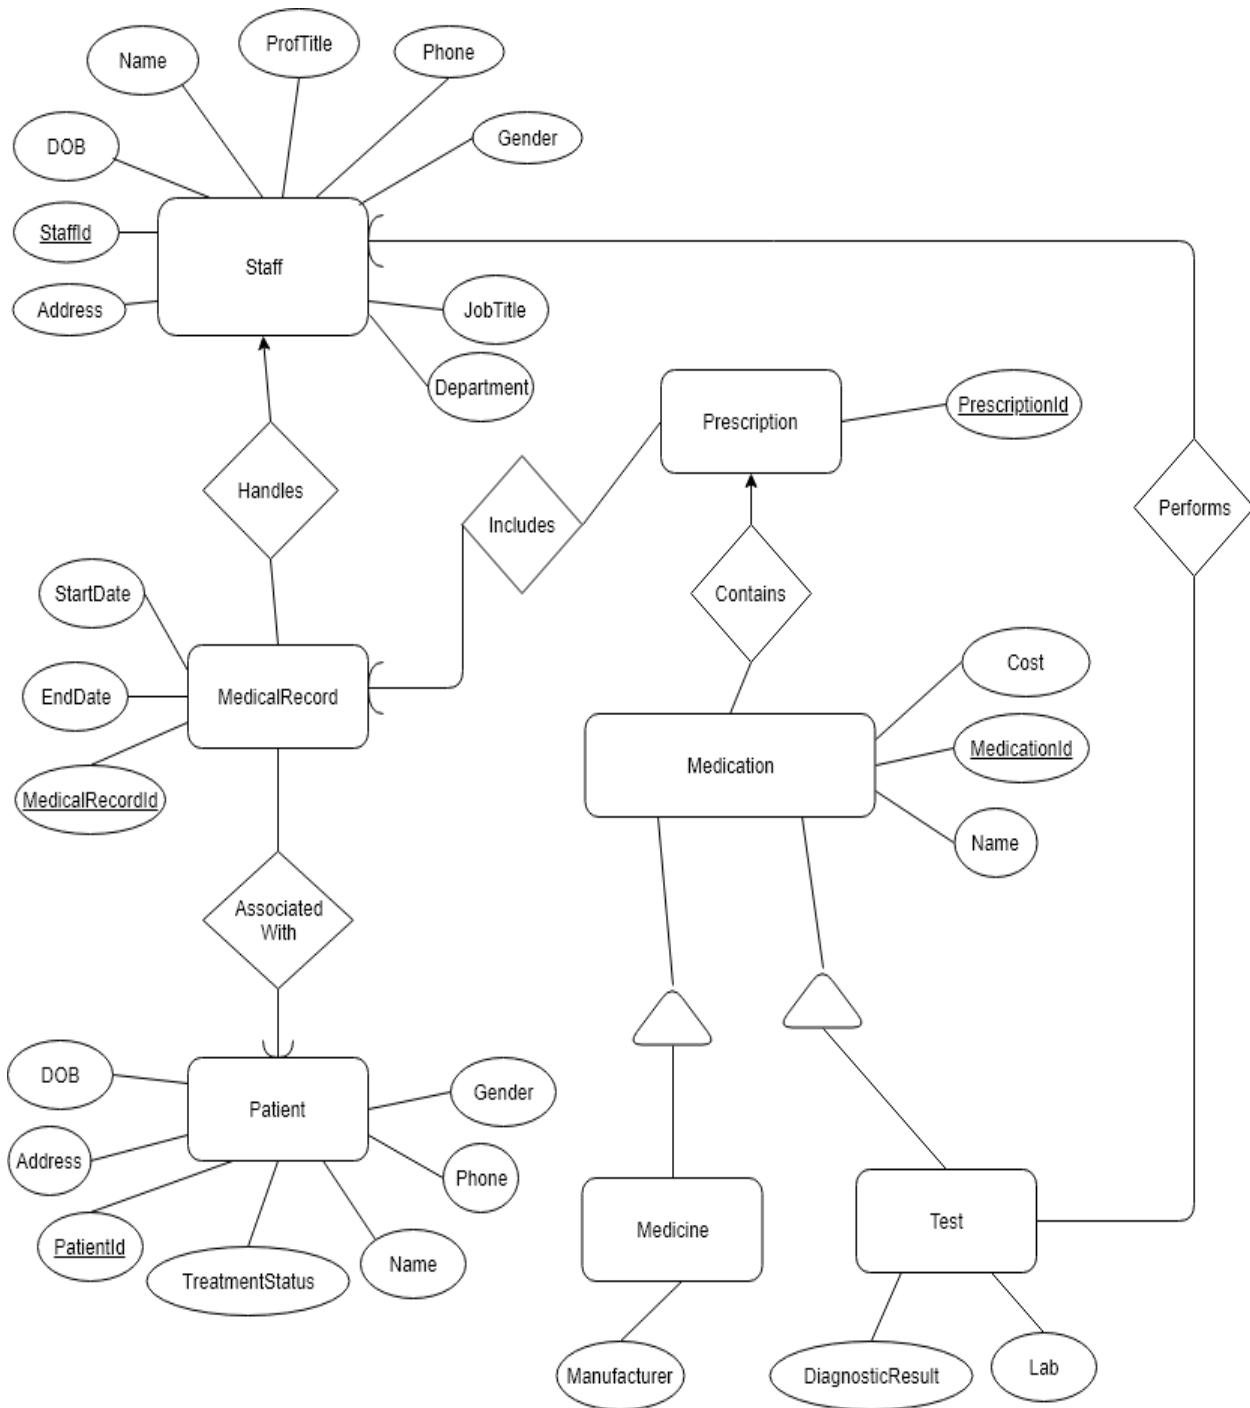 ProfTitle
Phone
Name
Gender
DOB
StaffId
Staff
Address
JobTitle
Department
Prescription
PrescriptionId
Handles
Includes
Performs
StartDate
Contains
EndDate
MedicalRecord
Cost
MedicationId
Medication
MedicalRecordId
Name
Associated
With
DOB
Gender
Patient
Address
Phone
PatientId
TreatmentStatus
Name
Medicine
Test
Manufacturer
DiagnosticResult
Lab